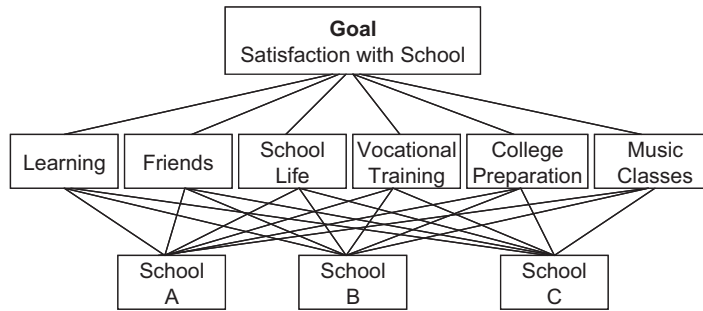 Goal
Satisfaction with School
Learning
Friends
School
Life
Vocational
Training
College
Preparation
Music
Classes
School
A
School
B
School
C